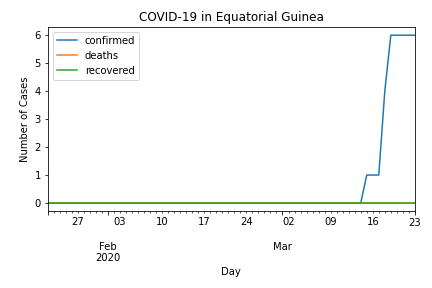 COVID-19 in Equatorial Guinea
confirmed
deaths
recovered
Number of Cases
6
5
4
3
2
1
0
27 03 10 17 24 02 09 16 23
Feb Mar
2020
Day